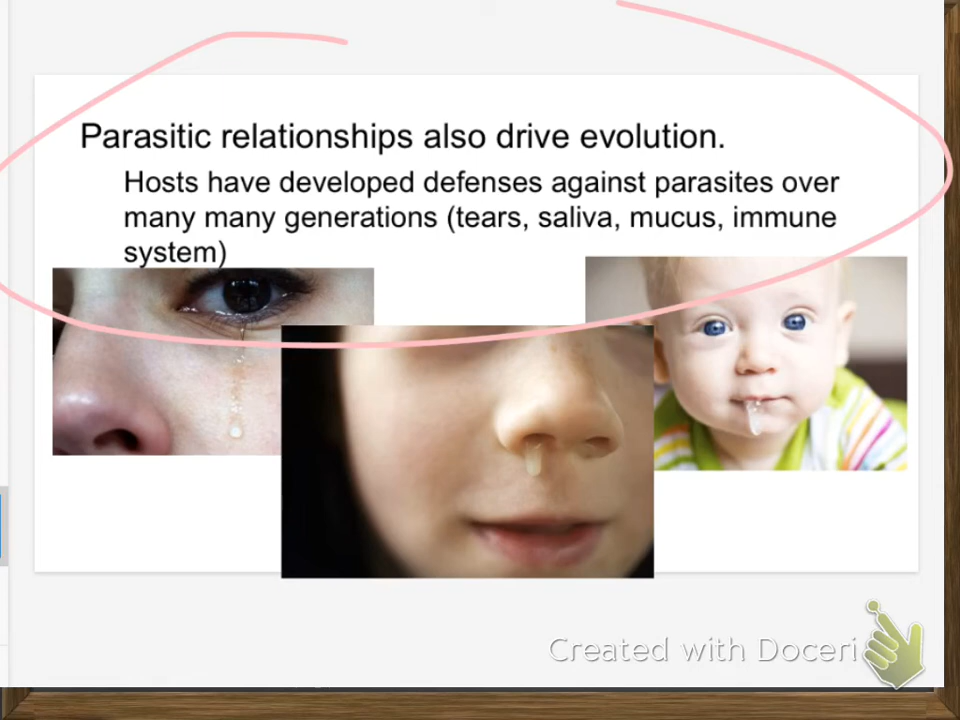 Parasitic relationships also drive evolution.
Hosts have developed defenses against parasites over
many many generations (tears, saliva, mucus, immune
system)
Created with Doceri